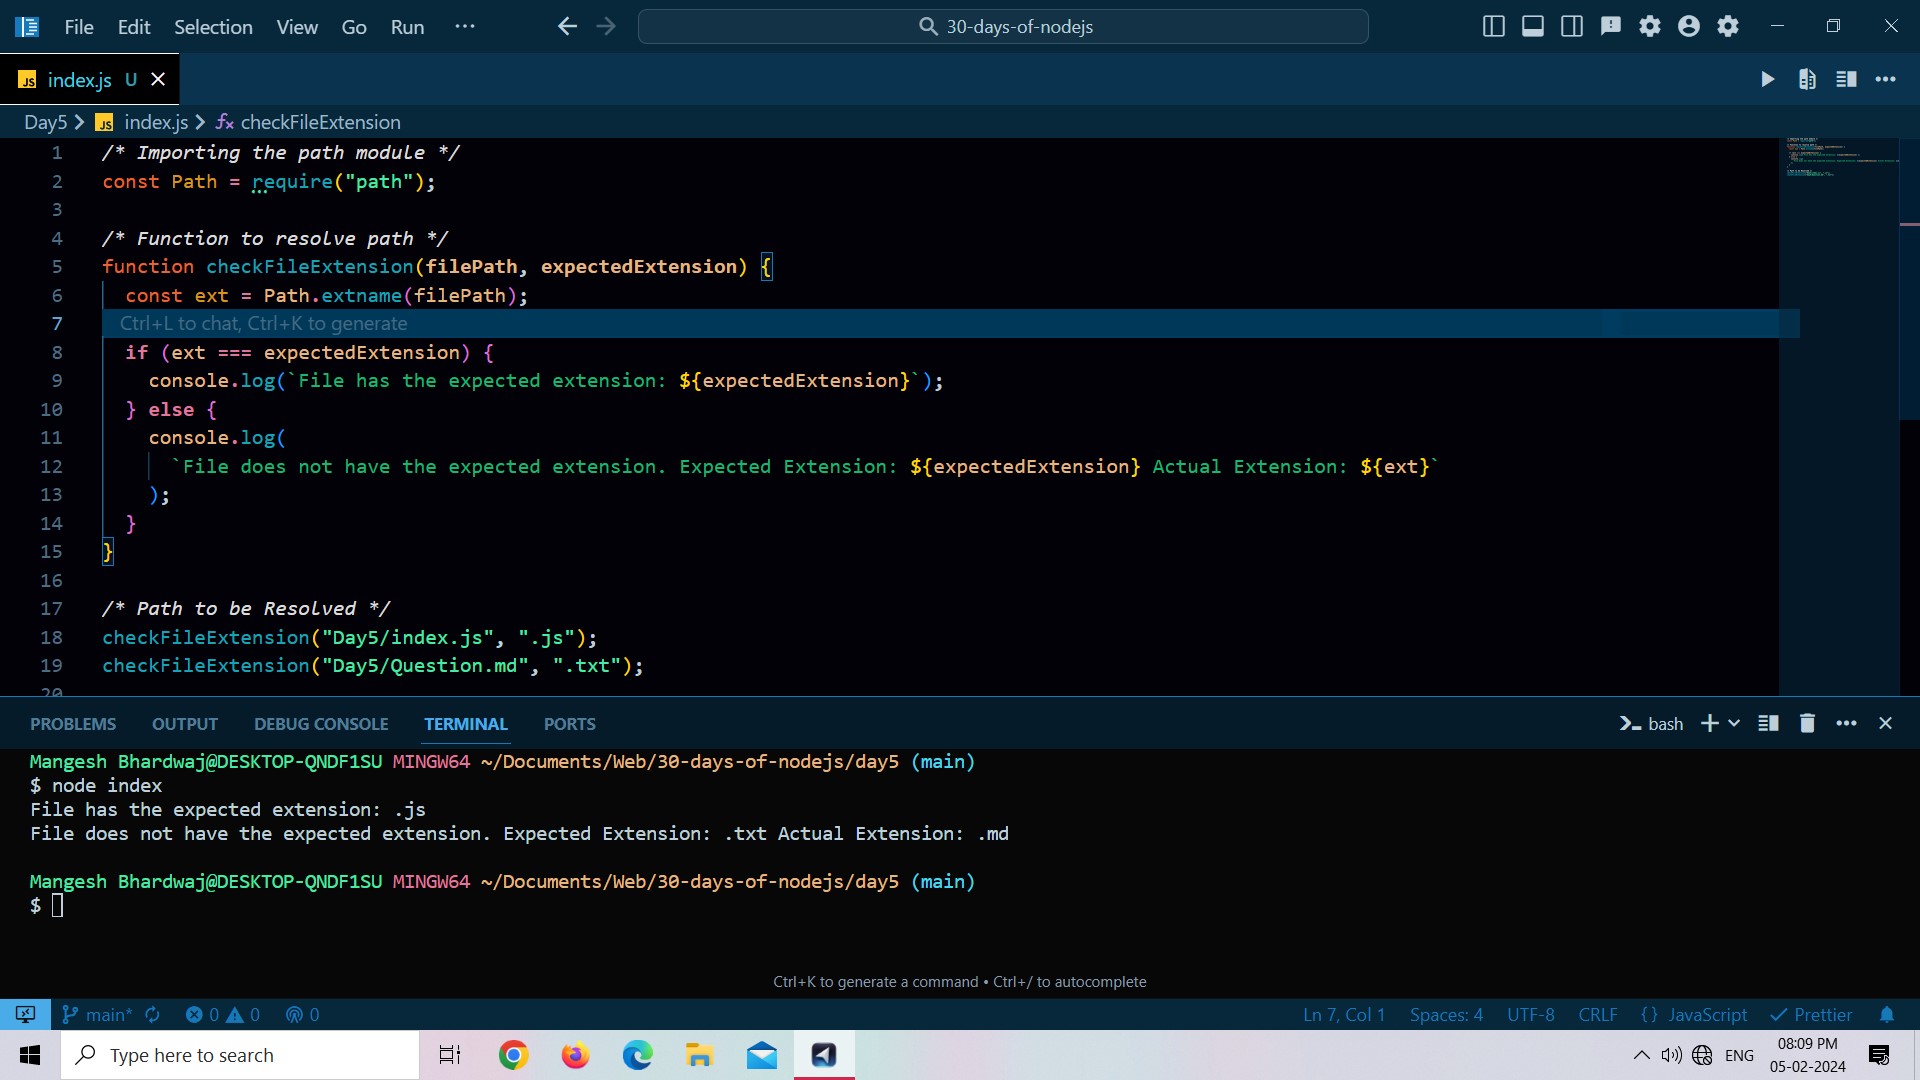 File Edit Selection View Go Run ··· 30-days-of-nodejs
JS index.js U
Day5 > JS index.js > checkFileExtension
1 /* Importing the path module */
2 const Path = require("path");
3
4 /* Function to resolve path */
5 function checkFileExtension(filePath, expectedExtension) {
6 const ext = Path.extname(filePath);
7 Ctrl+L to chat, Ctrl+K to generate
8 if (ext === expectedExtension) {
9 console.log(`File has the expected extension: ${expectedExtension}`);
10 } else {
11 console.log(
12 `File does not have the expected extension. Expected Extension: ${expectedExtension} Actual Extension: ${ext}`
13 );
14 }
15 }
16
17 /* Path to be Resolved */
18 checkFileExtension("Day5/index.js", ".js");
19 checkFileExtension("Day5/Question.md", ".txt");
20
PROBLEMS OUTPUT DEBUG CONSOLE TERMINAL PORTS bash
Mangesh Bhardwaj@DESKTOP-QNDF1SU MINGW64 ~/Documents/Web/30-days-of-nodejs/day5 (main)
$ node index
File has the expected extension: .js
File does not have the expected extension. Expected Extension: .txt Actual Extension: .md
Mangesh Bhardwaj@DESKTOP-QNDF1SU MINGW64 ~/Documents/Web/30-days-of-nodejs/day5 (main)
$
Ctrl+K to generate a command • Ctrl+/ to autocomplete
main* 0 0 0 Ln 7, Col 1 Spaces: 4 UTF-8 CRLF {} JavaScript Prettier
Type here to search ENG 08:09 PM
05-02-2024